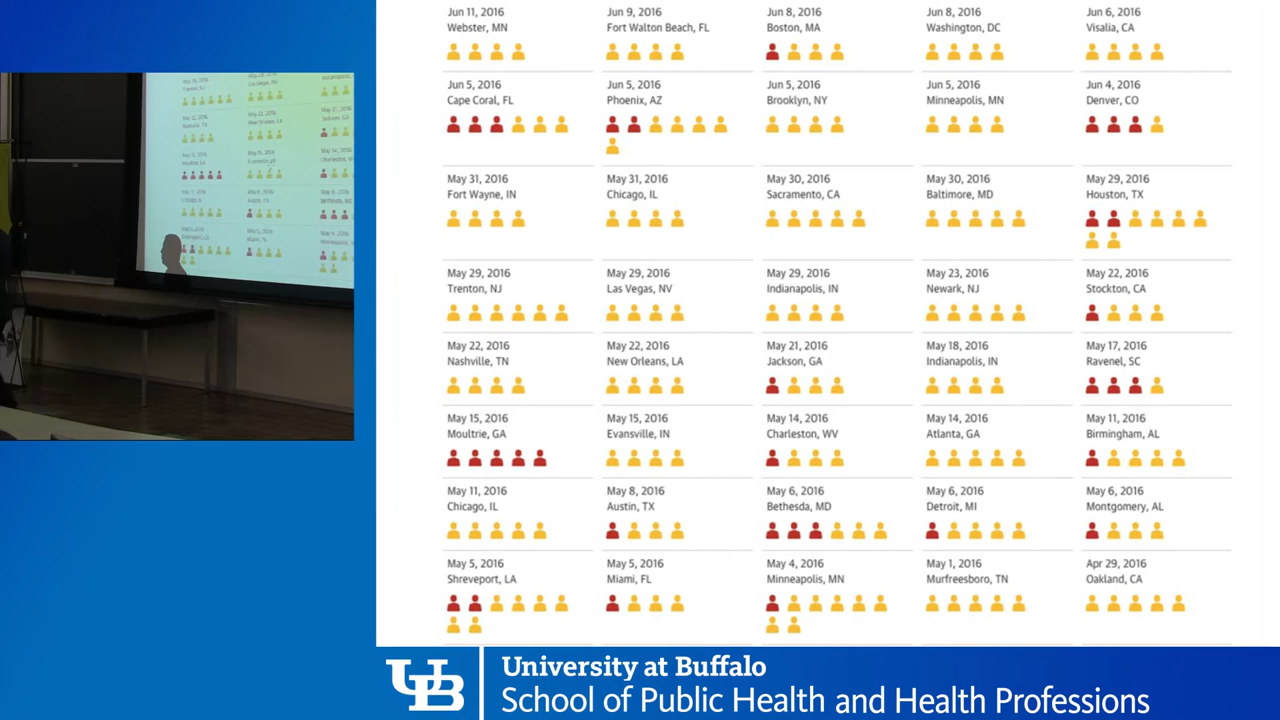 Jun 11, 2016
Webster, MN
Jun 9, 2016
Fort Walton Beach, FL
Jun 8, 2016
Boston, MA
Jun 8, 2016
Washington, DC
Jun 6, 2016
Visalia, CA
Jun 5, 2016
Cape Coral, FL
Jun 5, 2016
Phoenix, AZ
Jun 5, 2016
Brooklyn, NY
Jun 5, 2016
Minneapolis, MN
Jun 4, 2016
Denver, CO
May 31, 2016
Fort Wayne, IN
May 31, 2016
Chicago, IL
May 30, 2016
Sacramento, CA
May 30, 2016
Baltimore, MD
May 29, 2016
Houston, TX
May 29, 2016
Trenton, NJ
May 29, 2016
Las Vegas, NV
May 29, 2016
Indianapolis, IN
May 23, 2016
Newark, NJ
May 22, 2016
Stockton, CA
May 22, 2016
Nashville, TN
May 22, 2016
New Orleans, LA
May 21, 2016
Jackson, GA
May 18, 2016
Indianapolis, IN
May 17, 2016
Ravenel, SC
May 15, 2016
Moultrie, GA
May 15, 2016
Evansville, IN
May 14, 2016
Charleston, WV
May 14, 2016
Atlanta, GA
May 11, 2016
Birmingham, AL
May 11, 2016
Chicago, IL
May 8, 2016
Austin, TX
May 6, 2016
Bethesda, MD
May 6, 2016
Detroit, MI
May 6, 2016
Montgomery, AL
May 5, 2016
Shreveport, LA
May 5, 2016
Miami, FL
May 4, 2016
Minneapolis, MN
May 1, 2016
Murfreesboro, TN
Apr 29, 2016
Oakland, CA
UB
University at Buffalo
School of Public Health and Health Professions